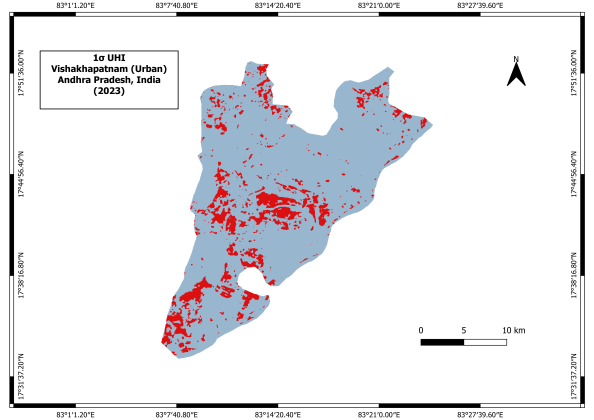 83°1'1.20"E 83°7'40.80"E 83°14'20.40"E 83°21'0.00"E 83°27'39.60"E
1σ UHI
Vishakhapatnam (Urban)
Andhra Pradesh, India
(2023)
N
17°51'36.00"N 17°51'36.00"N
17°44'56.40"N 17°44'56.40"N
17°38'16.80"N 17°38'16.80"N
0 5 10 km
17°31'37.20"N 17°31'37.20"N
83°1'1.20"E 83°7'40.80"E 83°14'20.40"E 83°21'0.00"E 83°27'39.60"E